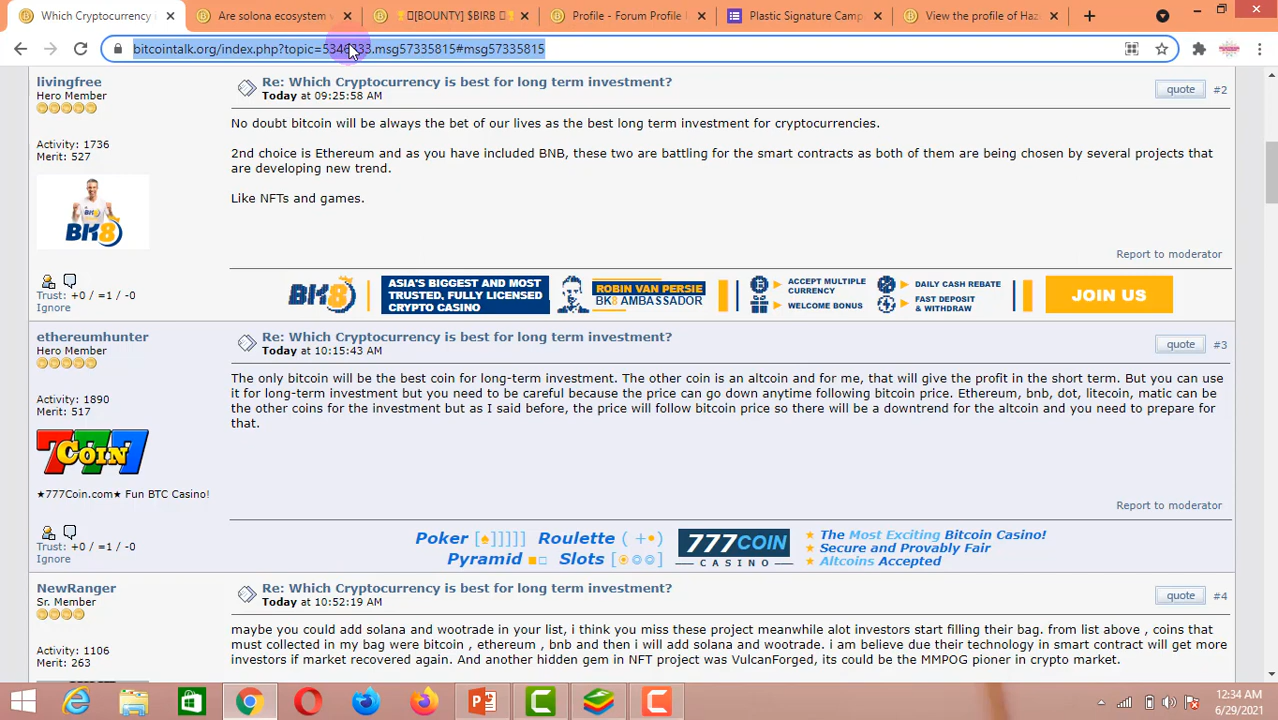 Which Cryptocurrency i
Are solona ecosystem
[BOUNTY] $BIRB
Profile - Forum Profile
Plastic Signature Camp
View the profile of Haz
bitcointalk.org/index.php?topic=5346333.msg57335815#msg57335815
livingfree
Hero Member
Activity: 1736
Merit: 527
BK8
Trust: +0 / =1 / -0
Ignore
Re: Which Cryptocurrency is best for long term investment?
Today at 09:25:58 AM
quote #2
No doubt bitcoin will be always the bet of our lives as the best long term investment for cryptocurrencies.
2nd choice is Ethereum and as you have included BNB, these two are battling for the smart contracts as both of them are being chosen by several projects that
are developing new trend.
Like NFTs and games.
Report to moderator
BK8
ASIA'S BIGGEST AND MOST
TRUSTED, FULLY LICENSED
CRYPTO CASINO
ROBIN VAN PERSIE
BK8 AMBASSADOR
ACCEPT MULTIPLE
CURRENCY
WELCOME BONUS
DAILY CASH REBATE
FAST DEPOSIT
& WITHDRAW
JOIN US
ethereumhunter
Hero Member
Activity: 1890
Merit: 517
777
COIN
★777Coin.com★ Fun BTC Casino!
Trust: +0 / =1 / -0
Ignore
Re: Which Cryptocurrency is best for long term investment?
Today at 10:15:43 AM
quote #3
The only bitcoin will be the best coin for long-term investment. The other coin is an altcoin and for me, that will give the profit in the short term. But you can use
it for long-term investment but you need to be careful because the price can go down anytime following bitcoin price. Ethereum, bnb, dot, litecoin, matic can be
the other coins for the investment but as I said before, the price will follow bitcoin price so there will be a downtrend for the altcoin and you need to prepare for
that.
Report to moderator
Poker [♠]]]]] Roulette ( +•)
Pyramid ■□ Slots [☉☉☉]
777COIN
— CASINO —
★ The Most Exciting Bitcoin Casino!
★ Secure and Provably Fair
★ Altcoins Accepted
NewRanger
Sr. Member
Activity: 1106
Merit: 263
Re: Which Cryptocurrency is best for long term investment?
Today at 10:52:19 AM
quote #4
maybe you could add solana and wootrade in your list, i think you miss these project meanwhile alot investors start filling their bag. from list above , coins that
must collected in my bag were bitcoin , ethereum , bnb and then i will add solana and wootrade. i am believe due their technology in smart contract will get more
investors if market recovered again. And another hidden gem in NFT project was VulcanForged, its could be the MMPOG pioner in crypto market.
12:34 AM
6/29/2021